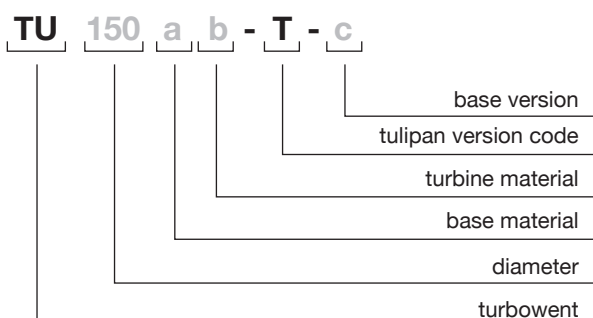 TU 150 a b - T - c
base version
tulipan version code
turbine material
base material
diameter
turbowent